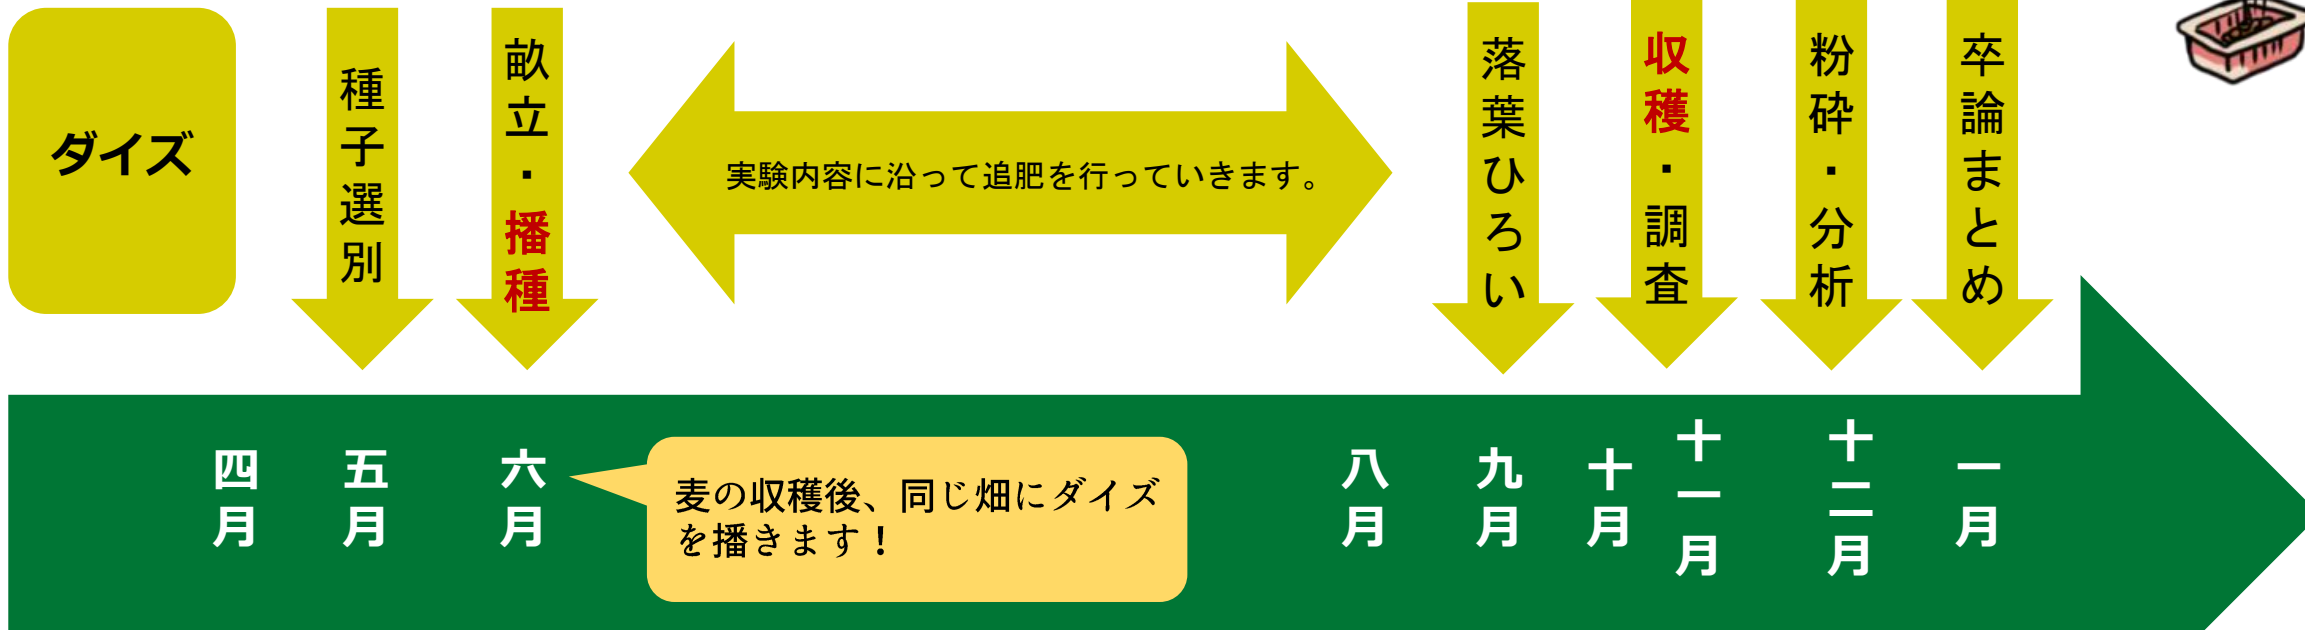 ダイズ
種子選別
畝立・播種
実験内容に沿って追肥を行っていきます。
落葉ひろい
収穫・調査
粉砕・分析
卒論まとめ
四月
五月
六月
麦の収穫後、同じ畑にダイズ
を播きます！
八月
九月
十月
十一月
十二月
一月